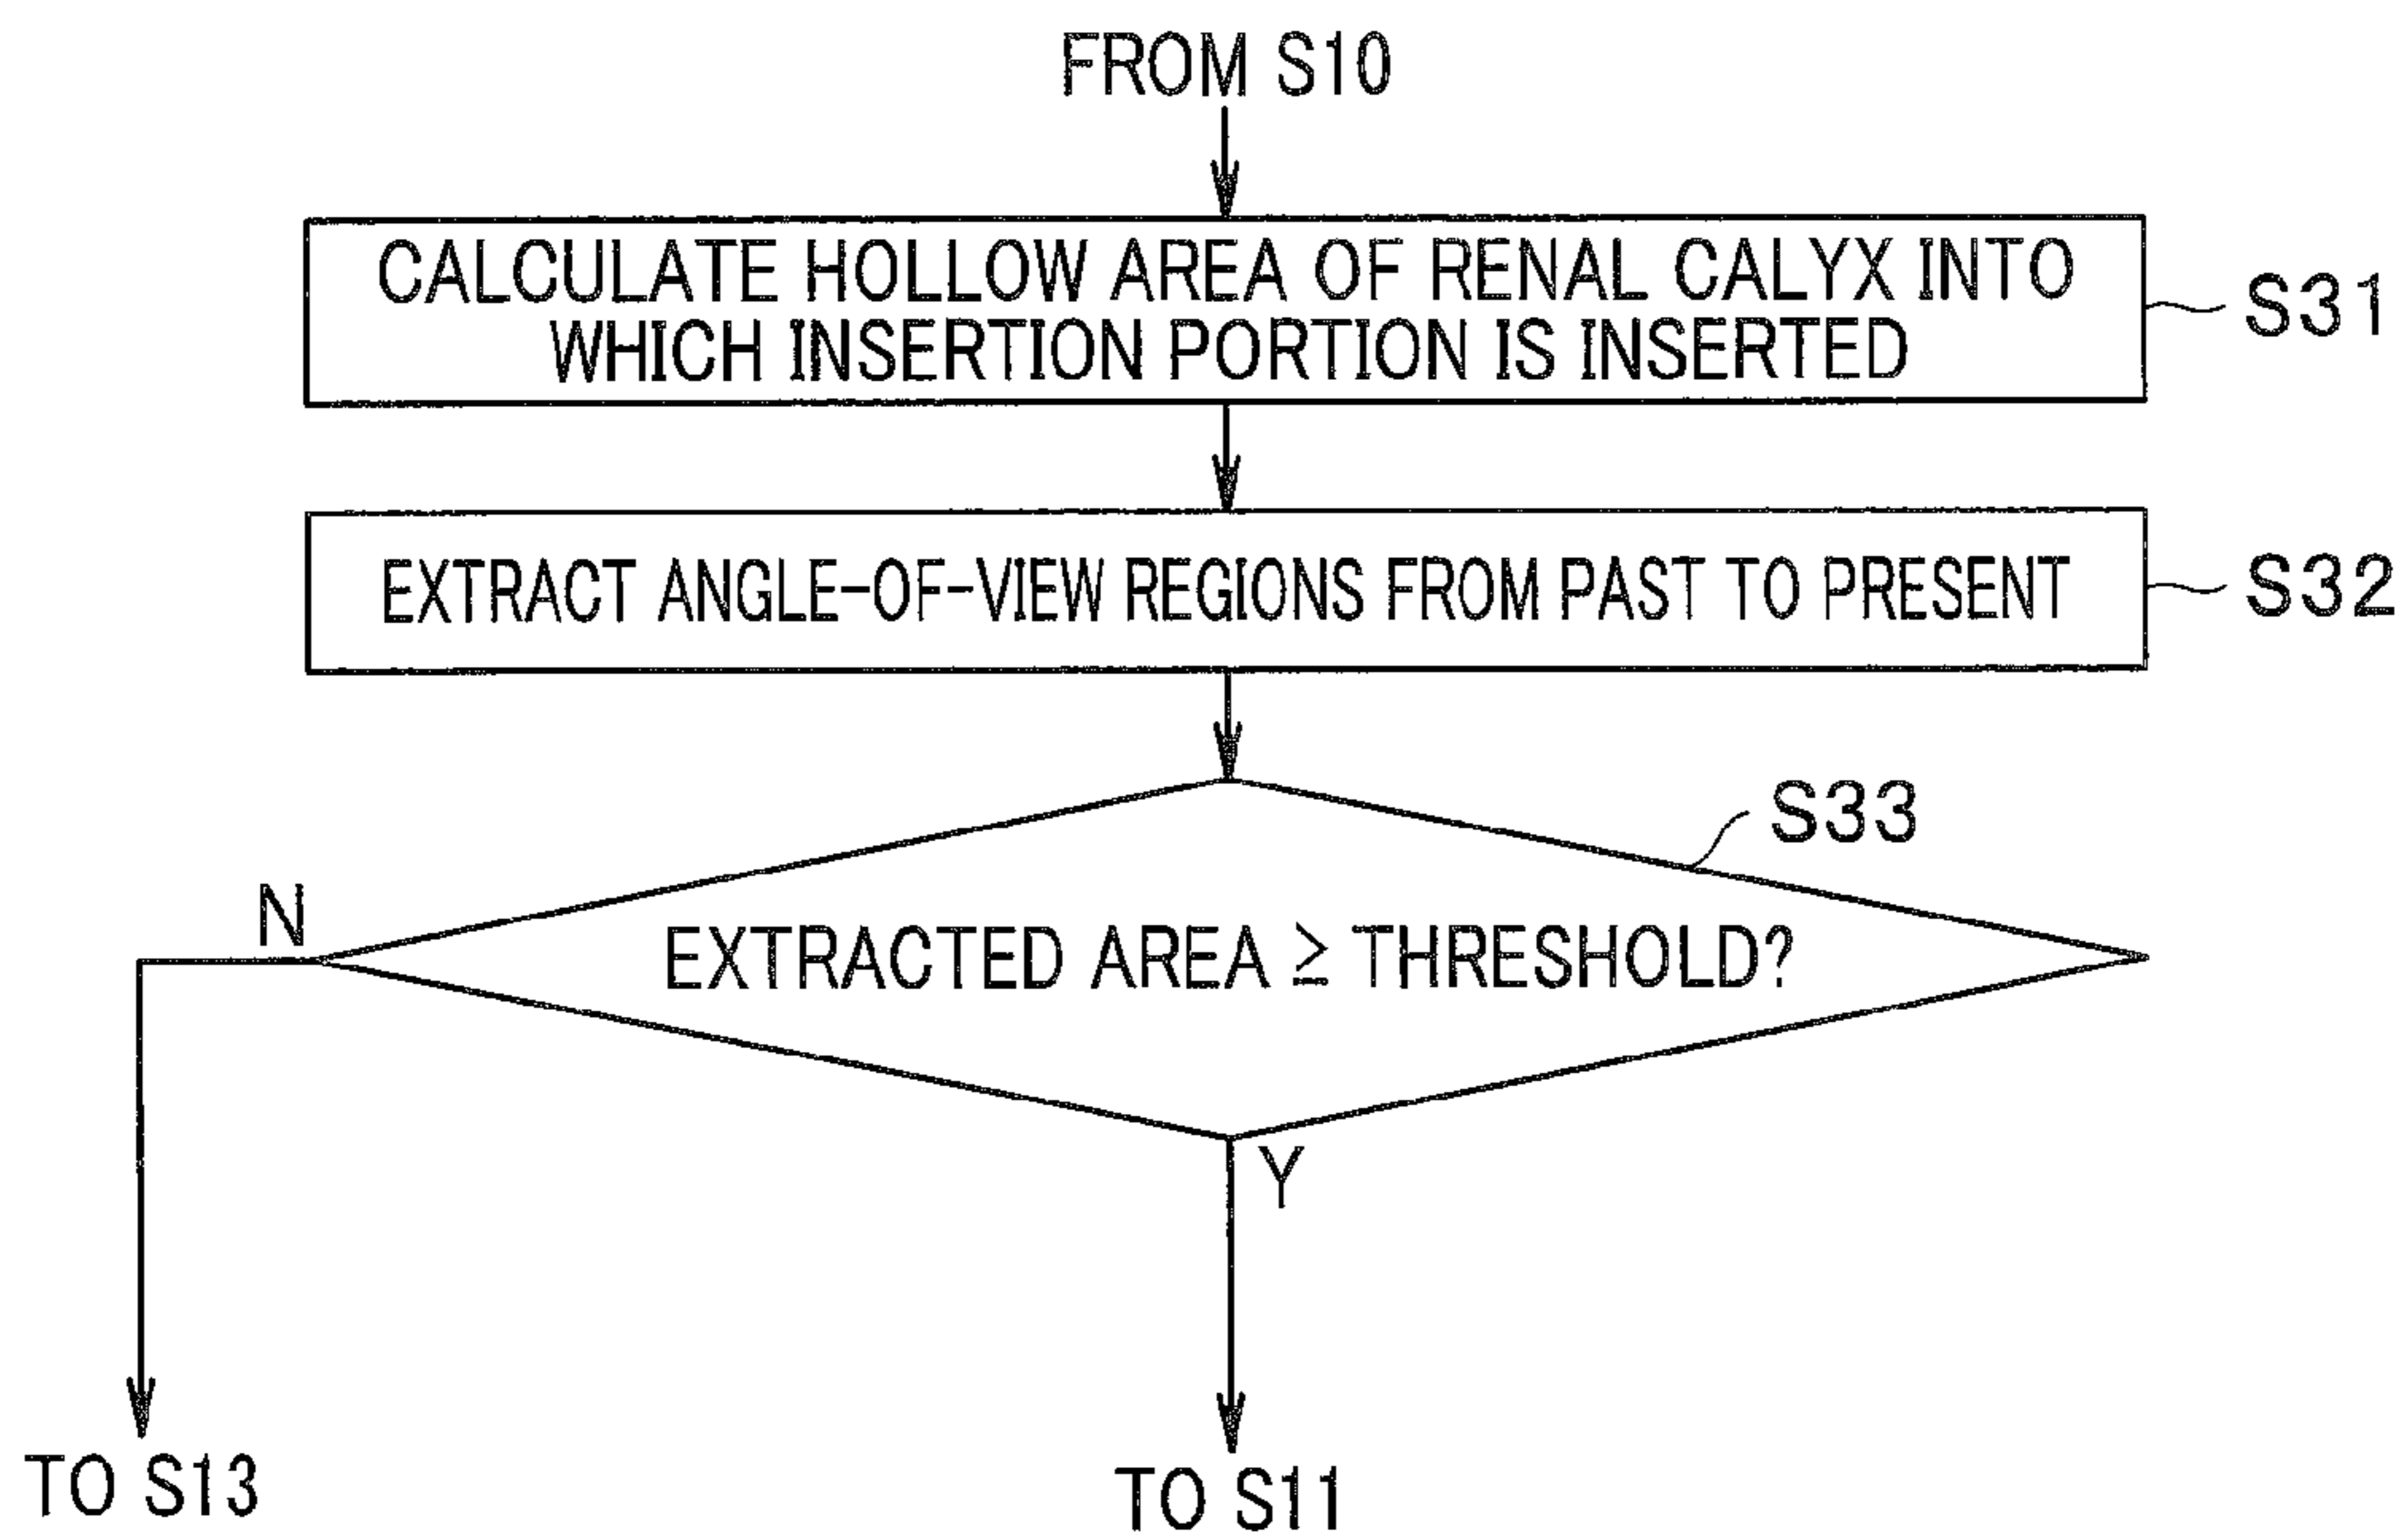 FROM S10
CALCULATE HOLLOW AREA OF RENAL CALYX INTO
WHICH INSERTION PORTION IS INSERTED
S31
EXTRACT ANGLE-OF-VIEW REGIONS FROM PAST TO PRESENT
S32
S33
N
EXTRACTED AREA ≧ THRESHOLD?
Y
TO S13
TO S11